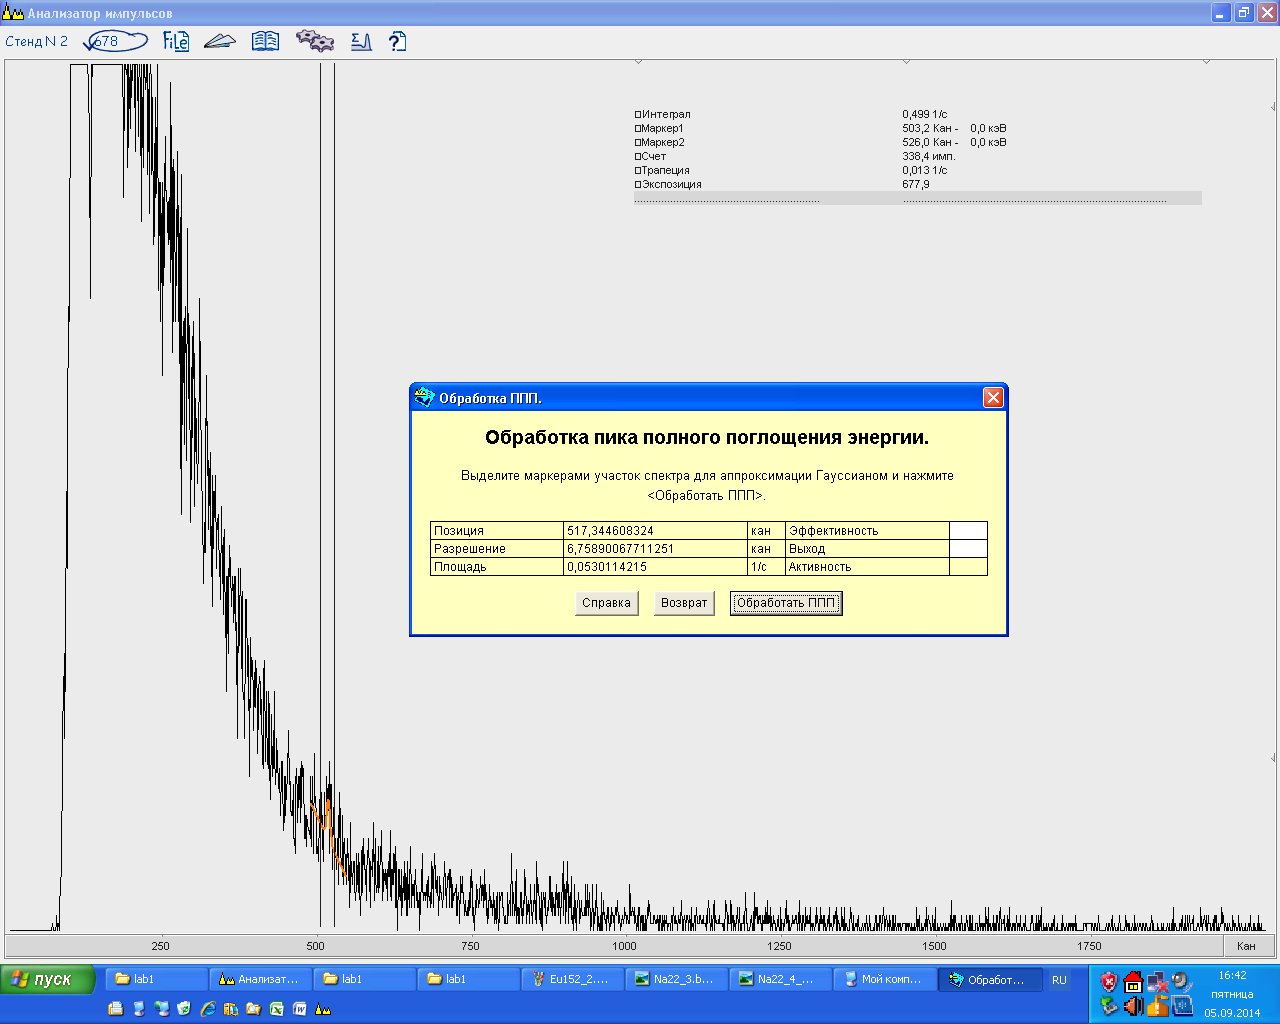 Анализатор импульсов
Стенд N 2 678 FiLe
Интеграл 0,499 1/с
Маркер1 503,2 Кан - 0,0 кэВ
Маркер2 526,0 Кан - 0,0 кэВ
Счет 338,4 имп.
Трапеция 0,013 1/с
Экспозиция 677,9
Обработка ППП.
Обработка пика полного поглощения энергии.
Выделите маркерами участок спектра для аппроксимации Гауссианом и нажмите
<Обработать ППП>.
Позиция 517,344608324 кан Эффективность
Разрешение 6,75890067711251 кан Выход
Площадь 0,0530114215 1/с Активность
Справка Возврат Обработать ППП
250 500 750 1000 1250 1500 1750 Кан
пуск lab1 Анализат... lab1 lab1 Eu152_2.... Na22_3.b... Na22_4_... Мой комп... Обработ... RU
16:42
пятница
05.09.2014